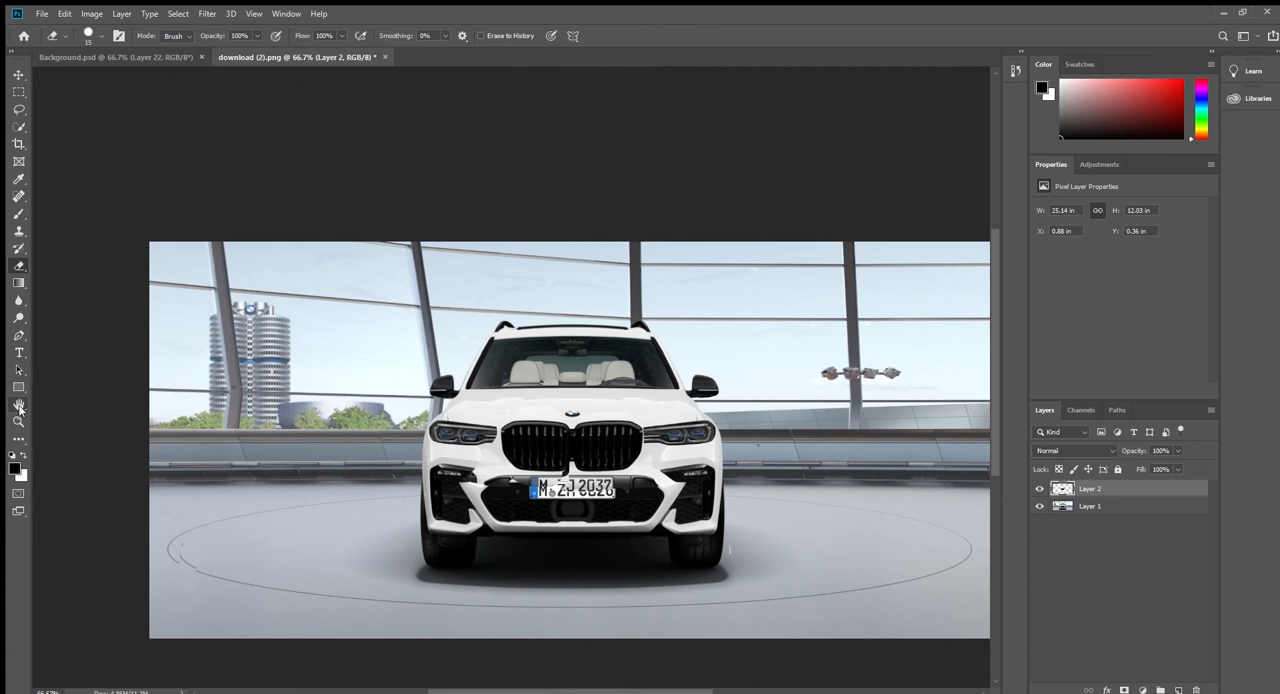 Ps File Edit Image Layer Type Select Filter 3D View Window Help
15 Mode: Brush Opacity: 100% Flow: 100% Smoothing: 0% Erase to History
Background.psd @ 66.7% (Layer 22, RGB/8*) × download (2).png @ 66.7% (Layer 2, RGB/8) * ×
Color Swatches
Learn
Libraries
Properties Adjustments
Pixel Layer Properties
W: 25.14 in H: 12.03 in
X: 0.88 in Y: 0.36 in
Layers Channels Paths
Kind
Normal Opacity: 100%
Lock: Fill: 100%
Layer 2
Layer 1